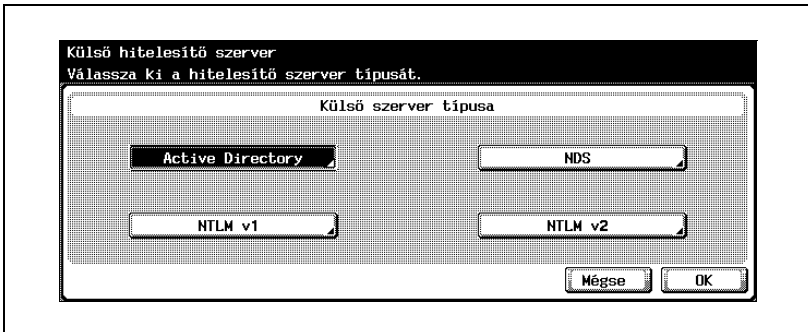 Külső hitelesítő szerver
Válassza ki a hitelesítő szerver típusát.
Külső szerver típusa
Active Directory
NDS
NTLM v1
NTLM v2
Mégse
OK